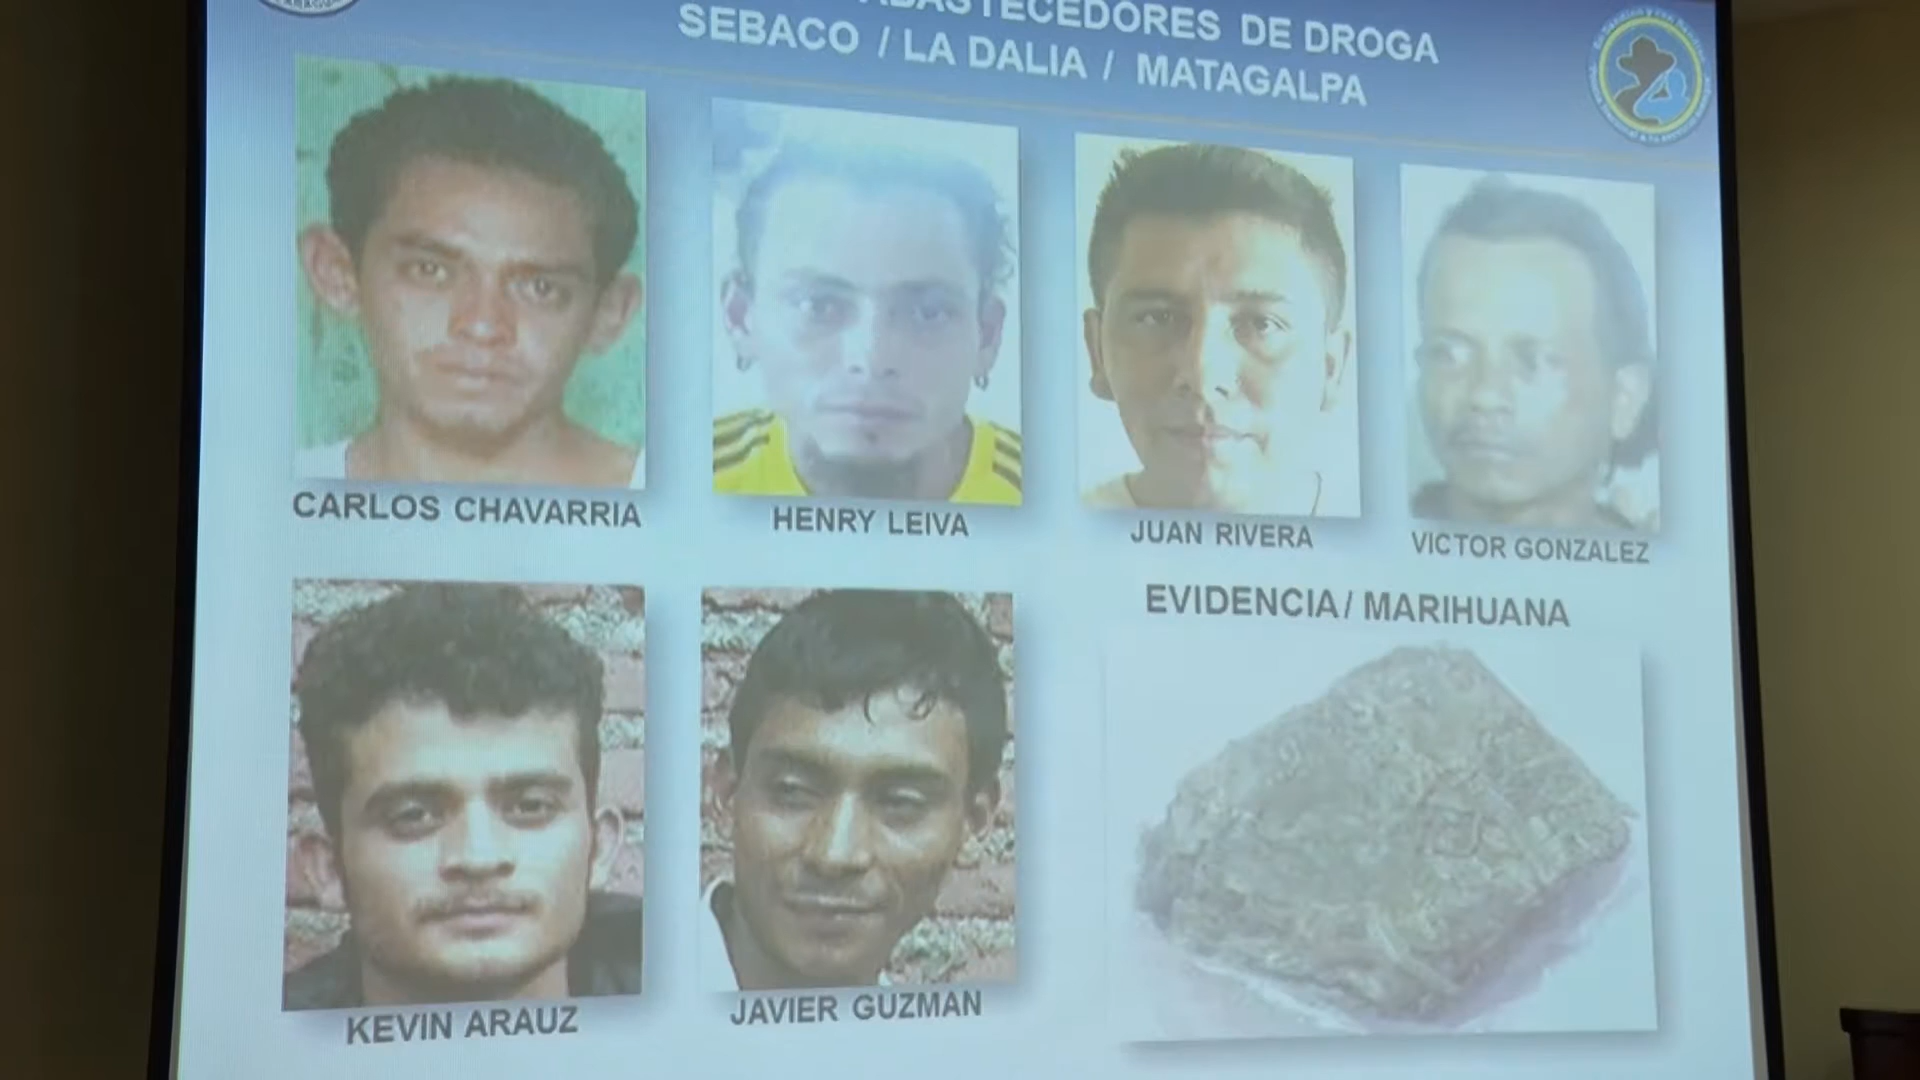 ABASTECEDORES DE DROGA
SEBACO / LA DALIA / MATAGALPA
CARLOS CHAVARRIA
HENRY LEIVA
JUAN RIVERA
VICTOR GONZALEZ
EVIDENCIA / MARIHUANA
KEVIN ARAUZ
JAVIER GUZMAN